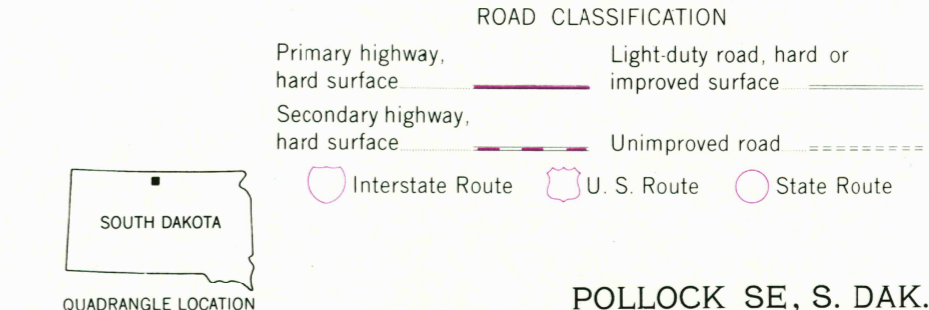 ROAD CLASSIFICATION
Primary highway,
hard surface
Light-duty road, hard or
improved surface
Secondary highway,
hard surface
Unimproved road
Interstate Route
U. S. Route
State Route
SOUTH DAKOTA
QUADRANGLE LOCATION
POLLOCK SE, S. DAK.